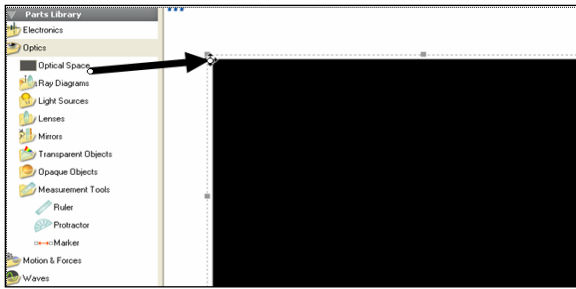 Parts Library
Electronics
Optics
Optical Space
Ray Diagrams
Light Sources
Lenses
Mirrors
Transparent Objects
Opaque Objects
Measurement Tools
Ruler
Protractor
Marker
Motion & Forces
Waves